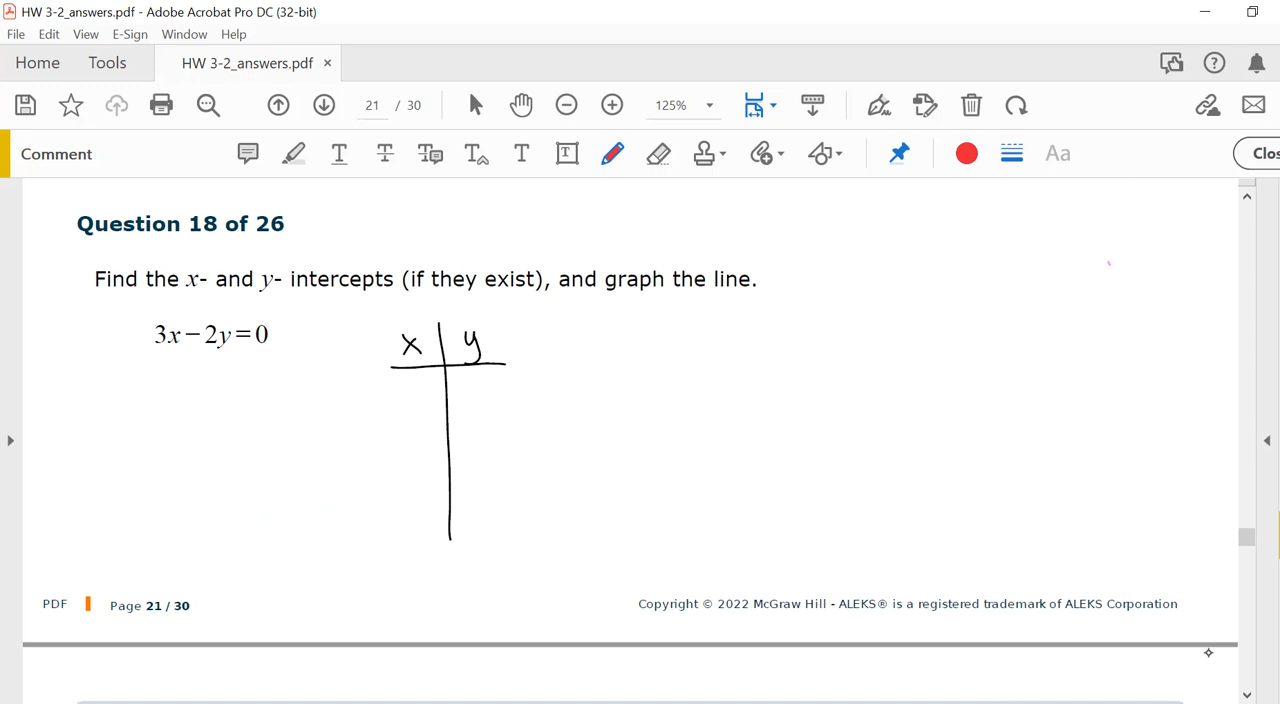 HW 3-2_answers.pdf - Adobe Acrobat Pro DC (32-bit)
File Edit View E-Sign Window Help
Home Tools HW 3-2_answers.pdf ×
21 / 30 125%
Comment Aa Clos
Question 18 of 26
Find the x- and y- intercepts (if they exist), and graph the line.
3x−2y=0
x y
PDF Page 21 / 30 Copyright © 2022 McGraw Hill - ALEKS® is a registered trademark of ALEKS Corporation